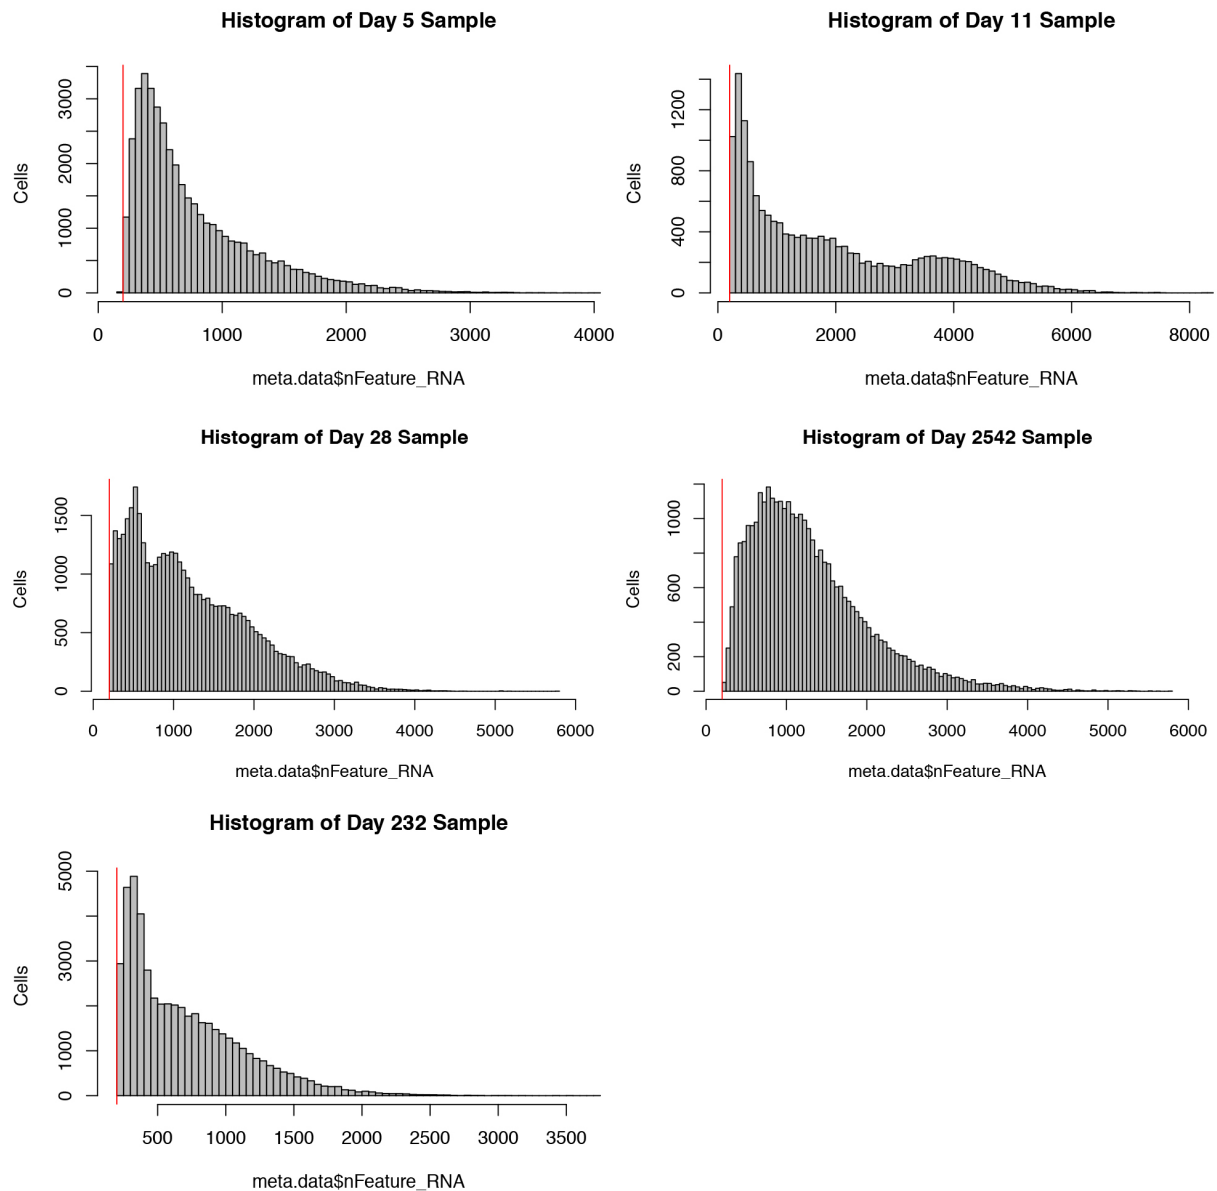 Histogram of Day 5 Sample
Cells
0 1000 2000 3000
0 1000 2000 3000 4000
meta.data$nFeature_RNA
Histogram of Day 11 Sample
Cells
0 400 800 1200
0 2000 4000 6000 8000
meta.data$nFeature_RNA
Histogram of Day 28 Sample
Cells
0 500 1000 1500
0 1000 2000 3000 4000 5000 6000
meta.data$nFeature_RNA
Histogram of Day 2542 Sample
Cells
0 200 600 1000
0 1000 2000 3000 4000 5000 6000
meta.data$nFeature_RNA
Histogram of Day 232 Sample
Cells
0 1000 3000 5000
500 1000 1500 2000 2500 3000 3500
meta.data$nFeature_RNA